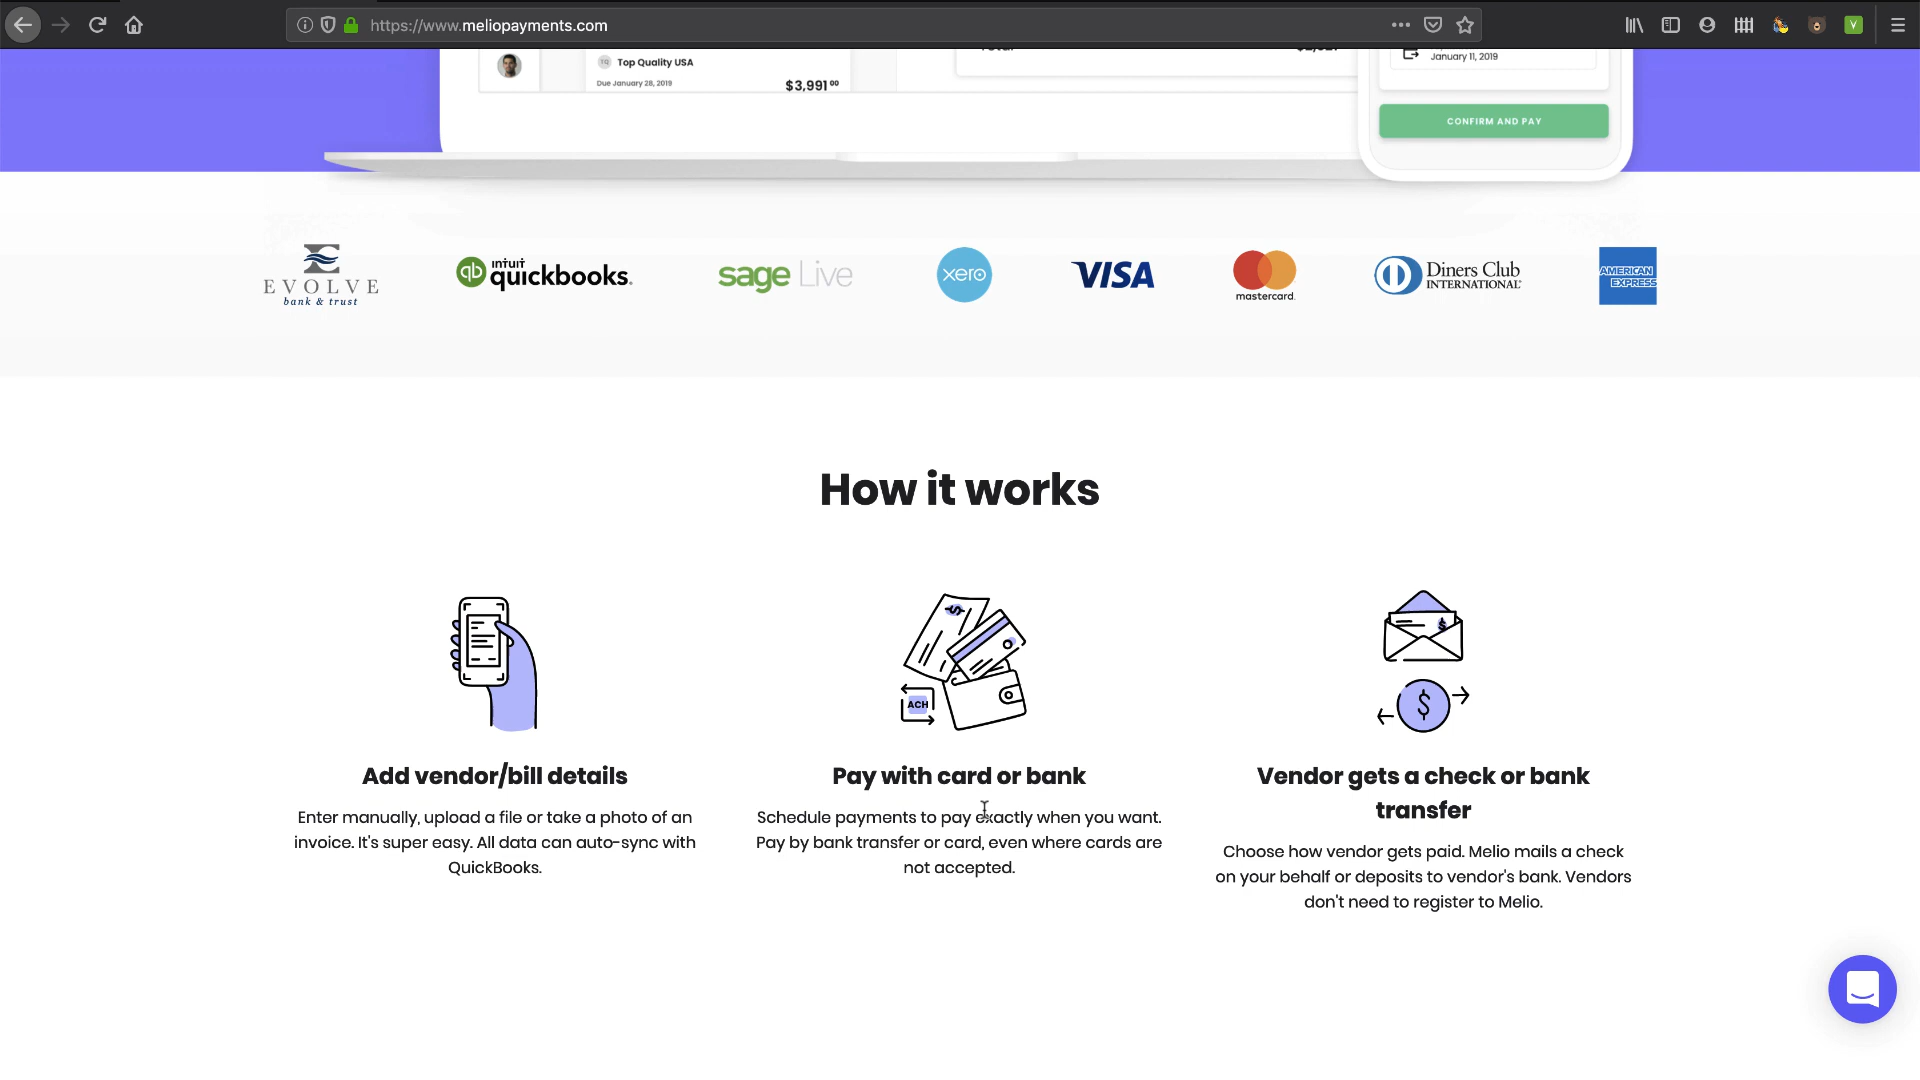 https://www.meliopayments.com
TQ Top Quality USA
Due January 28, 2019
$3,991 00
January 11, 2019
CONFIRM AND PAY
EVOLVE
bank & trust
qb intuit quickbooks.
sage Live
xero
VISA
mastercard.
Diners Club
INTERNATIONAL
AMERICAN
EXPRESS
How it works
$
$
ACH
$
Add vendor/bill details
Enter manually, upload a file or take a photo of an
invoice. It's super easy. All data can auto-sync with
QuickBooks.
Pay with card or bank
Schedule payments to pay exactly when you want.
Pay by bank transfer or card, even where cards are
not accepted.
Vendor gets a check or bank
transfer
Choose how vendor gets paid. Melio mails a check
on your behalf or deposits to vendor's bank. Vendors
don't need to register to Melio.